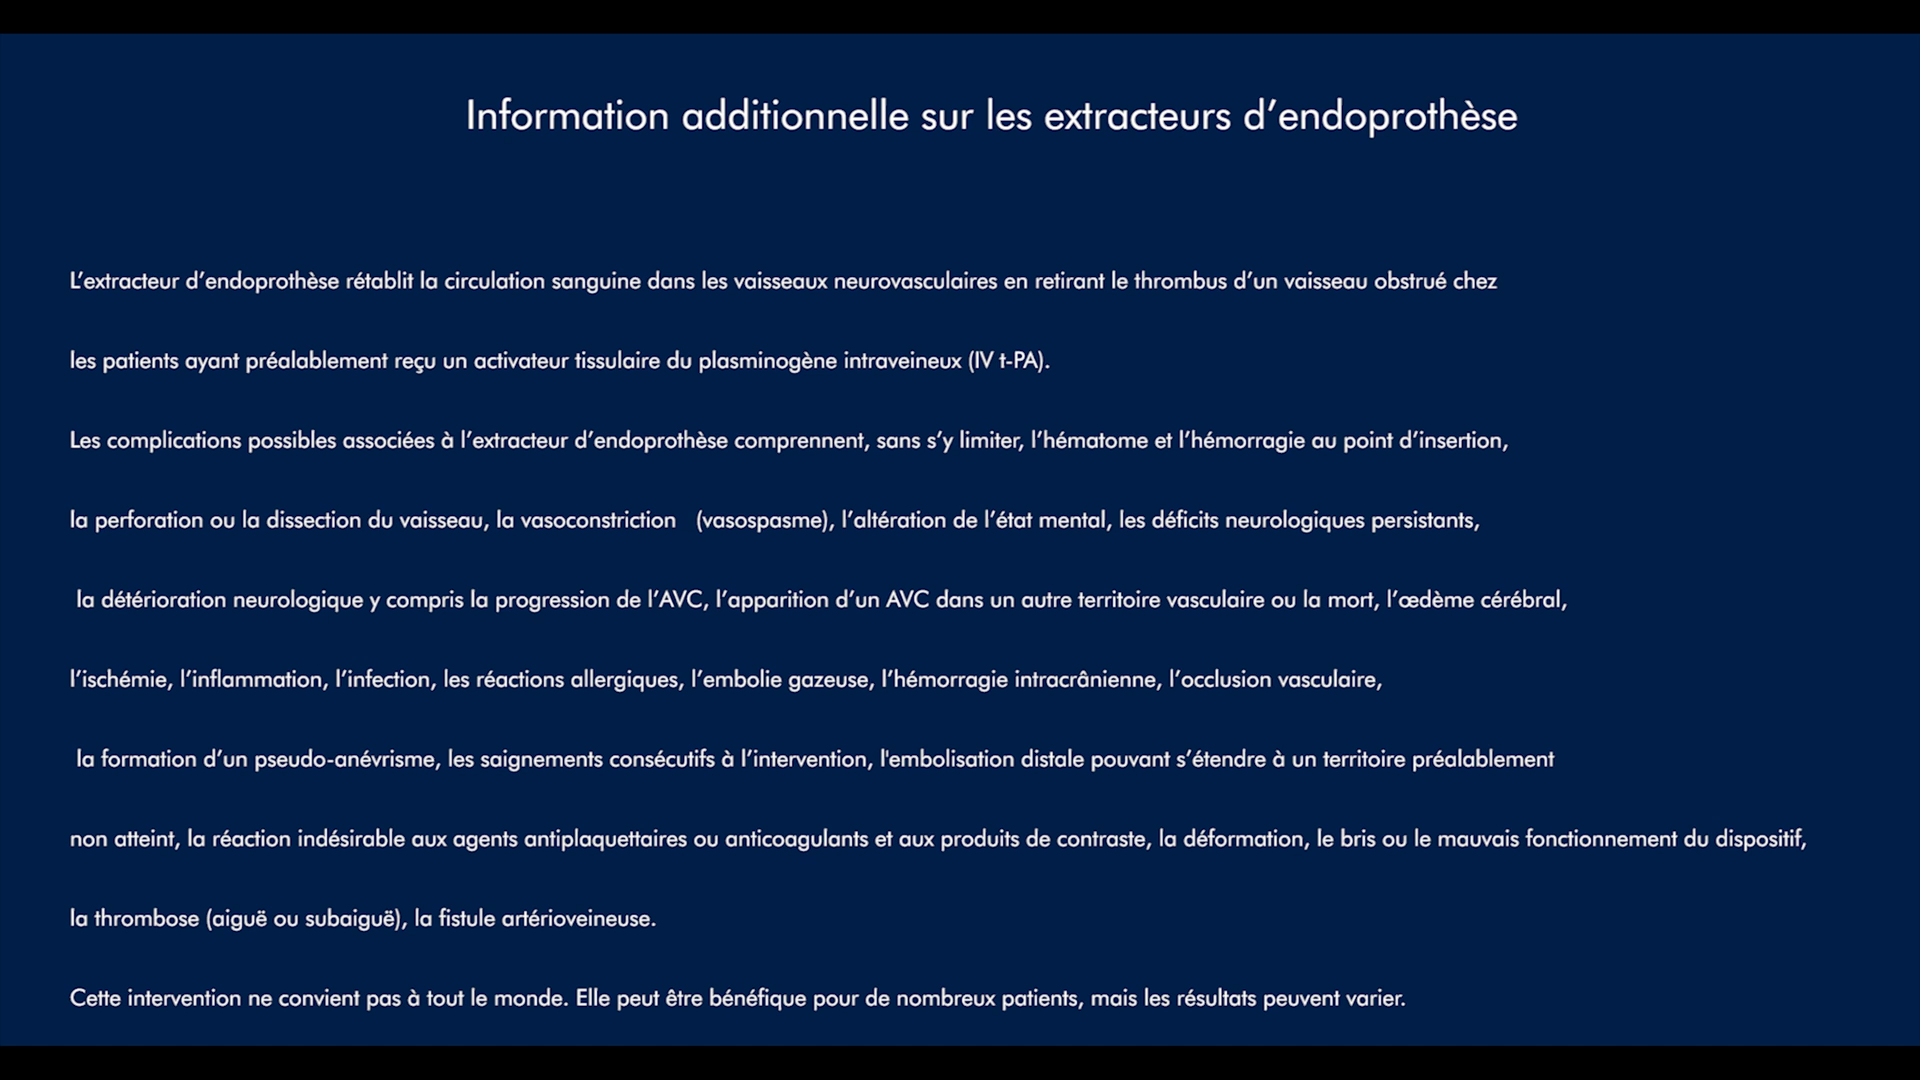 Information additionnelle sur les extracteurs d’endoprothèse
L’extracteur d’endoprothèse rétablit la circulation sanguine dans les vaisseaux neurovasculaires en retirant le thrombus d’un vaisseau obstrué chez
les patients ayant préalablement reçu un activateur tissulaire du plasminogène intraveineux (IV t-PA).
Les complications possibles associées à l’extracteur d’endoprothèse comprennent, sans s’y limiter, l’hématome et l’hémorragie au point d’insertion,
la perforation ou la dissection du vaisseau, la vasoconstriction (vasospasme), l’altération de l’état mental, les déficits neurologiques persistants,
la détérioration neurologique y compris la progression de l’AVC, l’apparition d’un AVC dans un autre territoire vasculaire ou la mort, l’œdème cérébral,
l’ischémie, l’inflammation, l’infection, les réactions allergiques, l’embolie gazeuse, l’hémorragie intracrânienne, l’occlusion vasculaire,
la formation d’un pseudo-anévrisme, les saignements consécutifs à l’intervention, l'embolisation distale pouvant s’étendre à un territoire préalablement
non atteint, la réaction indésirable aux agents antiplaquettaires ou anticoagulants et aux produits de contraste, la déformation, le bris ou le mauvais fonctionnement du dispositif,
la thrombose (aiguë ou subaiguë), la fistule artérioveineuse.
Cette intervention ne convient pas à tout le monde. Elle peut être bénéfique pour de nombreux patients, mais les résultats peuvent varier.